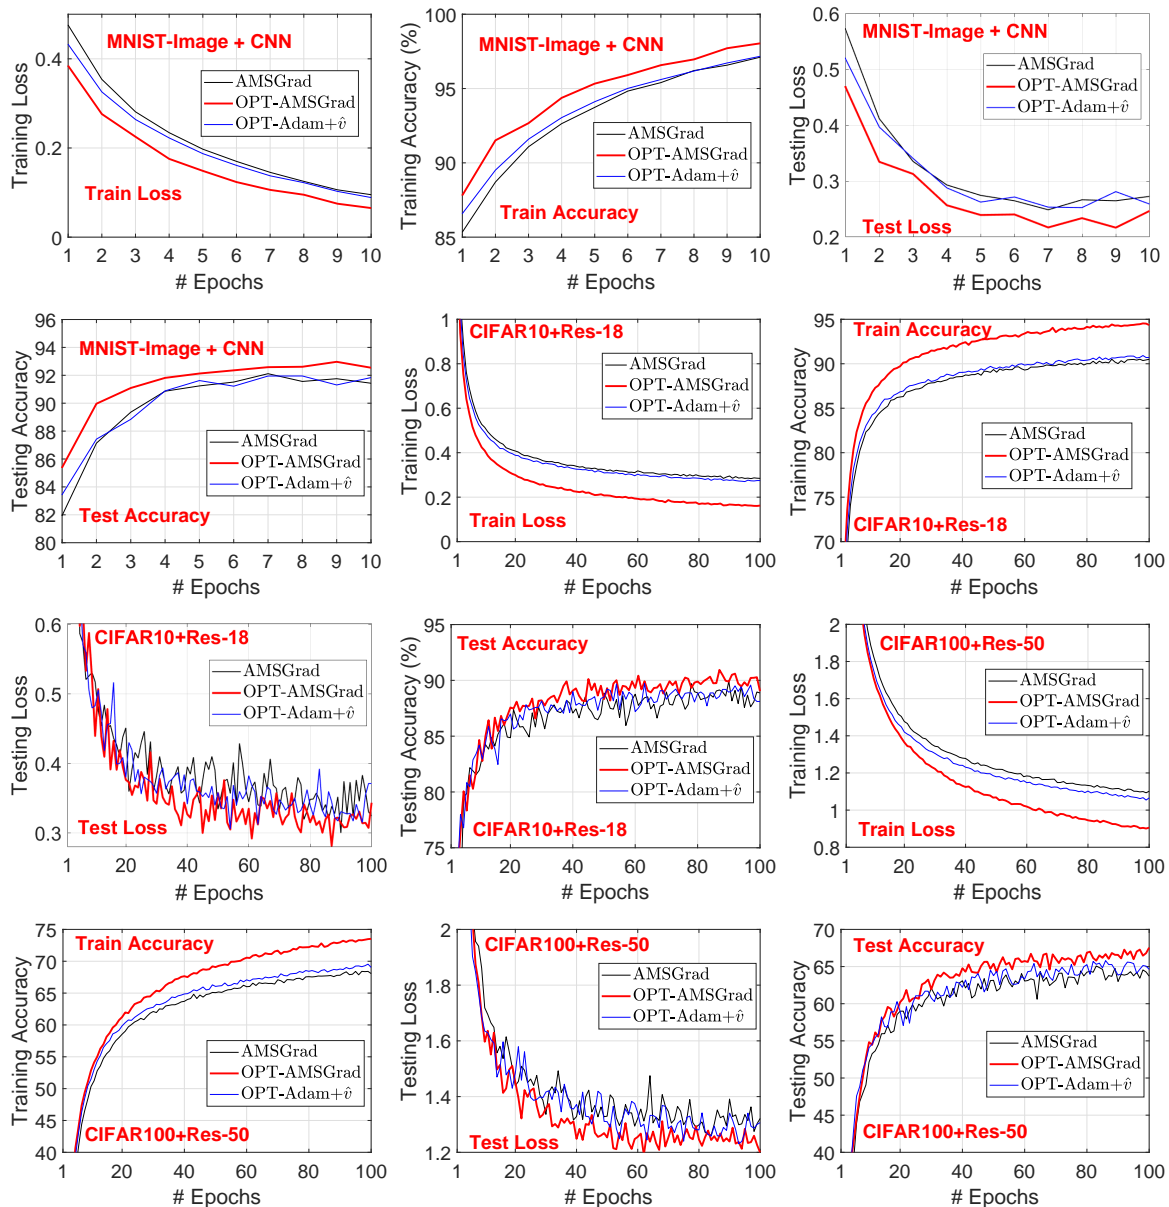 Training Loss
0.4
0.2
0
MNIST-Image + CNN
AMSGrad
OPT-AMSGrad
OPT-Adam+v̂
Train Loss
1 2 3 4 5 6 7 8 9 10
# Epochs
Training Accuracy (%)
100
95
90
85
MNIST-Image + CNN
AMSGrad
OPT-AMSGrad
OPT-Adam+v̂
Train Accuracy
1 2 3 4 5 6 7 8 9 10
# Epochs
Testing Loss
0.6
0.5
0.4
0.3
0.2
MNIST-Image + CNN
AMSGrad
OPT-AMSGrad
OPT-Adam+v̂
Test Loss
1 2 3 4 5 6 7 8 9 10
# Epochs
Testing Accuracy
96
94
92
90
88
86
84
82
80
MNIST-Image + CNN
AMSGrad
OPT-AMSGrad
OPT-Adam+v̂
Test Accuracy
1 2 3 4 5 6 7 8 9 10
# Epochs
Training Loss
1
0.8
0.6
0.4
0.2
0
CIFAR10+Res-18
AMSGrad
OPT-AMSGrad
OPT-Adam+v̂
Train Loss
1 20 40 60 80 100
# Epochs
Training Accuracy
95
90
85
80
75
70
Train Accuracy
AMSGrad
OPT-AMSGrad
OPT-Adam+v̂
CIFAR10+Res-18
1 20 40 60 80 100
# Epochs
Testing Loss
0.6
0.5
0.4
0.3
CIFAR10+Res-18
AMSGrad
OPT-AMSGrad
OPT-Adam+v̂
Test Loss
1 20 40 60 80 100
# Epochs
Testing Accuracy (%)
95
90
85
80
75
Test Accuracy
AMSGrad
OPT-AMSGrad
OPT-Adam+v̂
CIFAR10+Res-18
1 20 40 60 80 100
# Epochs
Training Loss
2
1.8
1.6
1.4
1.2
1
0.8
CIFAR100+Res-50
AMSGrad
OPT-AMSGrad
OPT-Adam+v̂
Train Loss
1 20 40 60 80 100
# Epochs
Training Accuracy
75
70
65
60
55
50
45
40
Train Accuracy
AMSGrad
OPT-AMSGrad
OPT-Adam+v̂
CIFAR100+Res-50
1 20 40 60 80 100
# Epochs
Testing Loss
2
1.8
1.6
1.4
1.2
CIFAR100+Res-50
AMSGrad
OPT-AMSGrad
OPT-Adam+v̂
Test Loss
1 20 40 60 80 100
# Epochs
Testing Accuracy
70
65
60
55
50
45
40
Test Accuracy
AMSGrad
OPT-AMSGrad
OPT-Adam+v̂
CIFAR100+Res-50
1 20 40 60 80 100
# Epochs